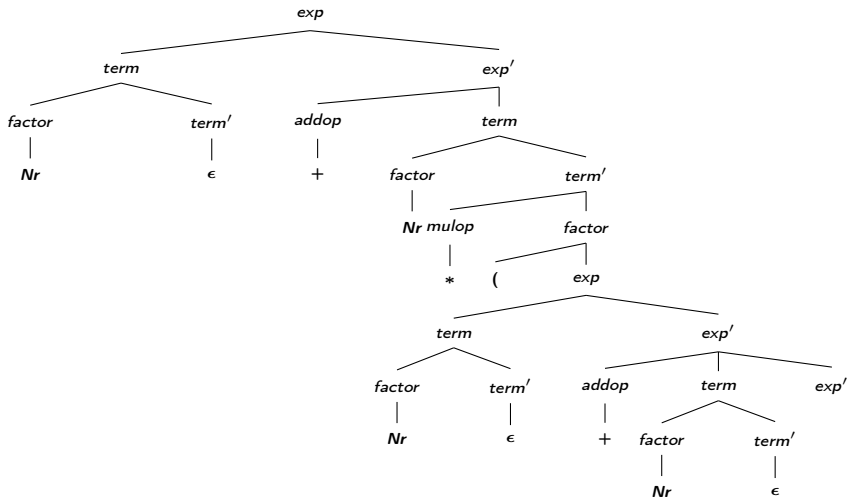 exp
term exp′
factor term′ addop term
Nr ϵ + factor term′
Nr mulop factor
* ( exp
term exp′
factor term′ addop term exp′
Nr ϵ + factor term′
Nr ϵ